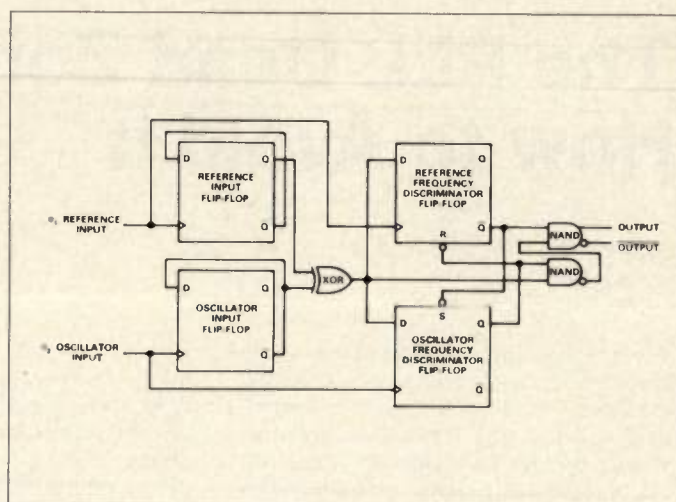 D
Q
REFERENCE
INPUT
FLIP-FLOP
Q̅
REFERENCE
INPUT
D
Q
OSCILLATOR
INPUT
FLIP-FLOP
Q̅
OSCILLATOR
INPUT
XOR
D
Q
REFERENCE
FREQUENCY
DISCRIMINATOR
FLIP-FLOP
Q̅
R
S
D
Q
OSCILLATOR
FREQUENCY
DISCRIMINATOR
FLIP-FLOP
Q̅
NAND
OUTPUT
O̅U̅T̅P̅U̅T̅
NAND